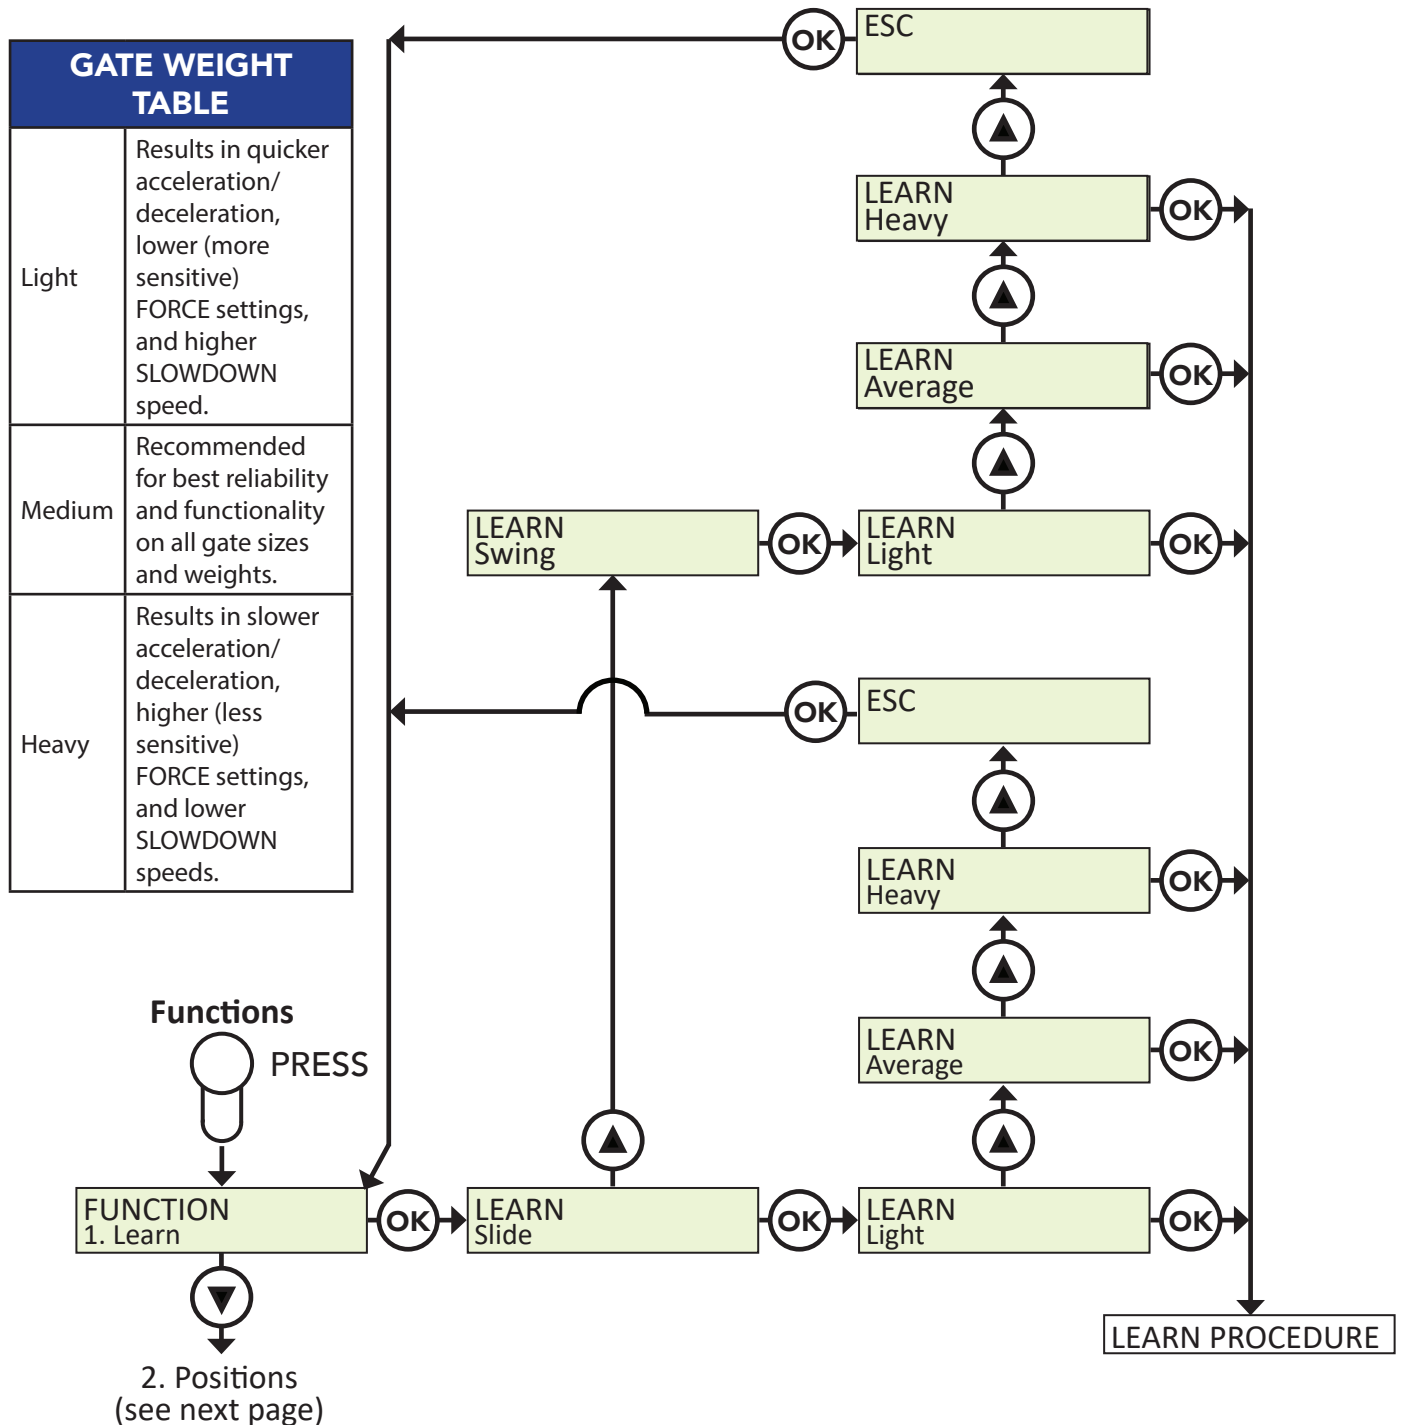 GATE WEIGHT
TABLE
Light
Results in quicker
acceleration/
deceleration,
lower (more
sensitive)
FORCE settings,
and higher
SLOWDOWN
speed.
Medium
Recommended
for best reliability
and functionality
on all gate sizes
and weights.
Heavy
Results in slower
acceleration/
deceleration,
higher (less
sensitive)
FORCE settings,
and lower
SLOWDOWN
speeds.
OK
ESC
LEARN
Heavy
OK
LEARN
Average
OK
LEARN
Swing
OK
LEARN
Light
OK
OK
ESC
LEARN
Heavy
OK
LEARN
Average
OK
Functions
PRESS
FUNCTION
1. Learn
OK
LEARN
Slide
OK
LEARN
Light
OK
2. Positions
(see next page)
LEARN PROCEDURE